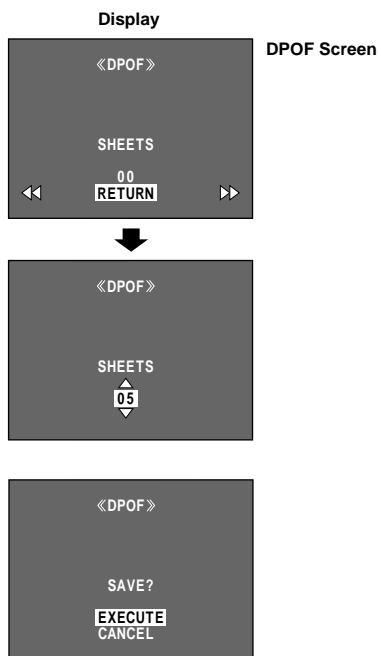 Display
DPOF Screen
《DPOF》
SHEETS
00
RETURN
《DPOF》
SHEETS
05
《DPOF》
SAVE?
EXECUTE
CANCEL